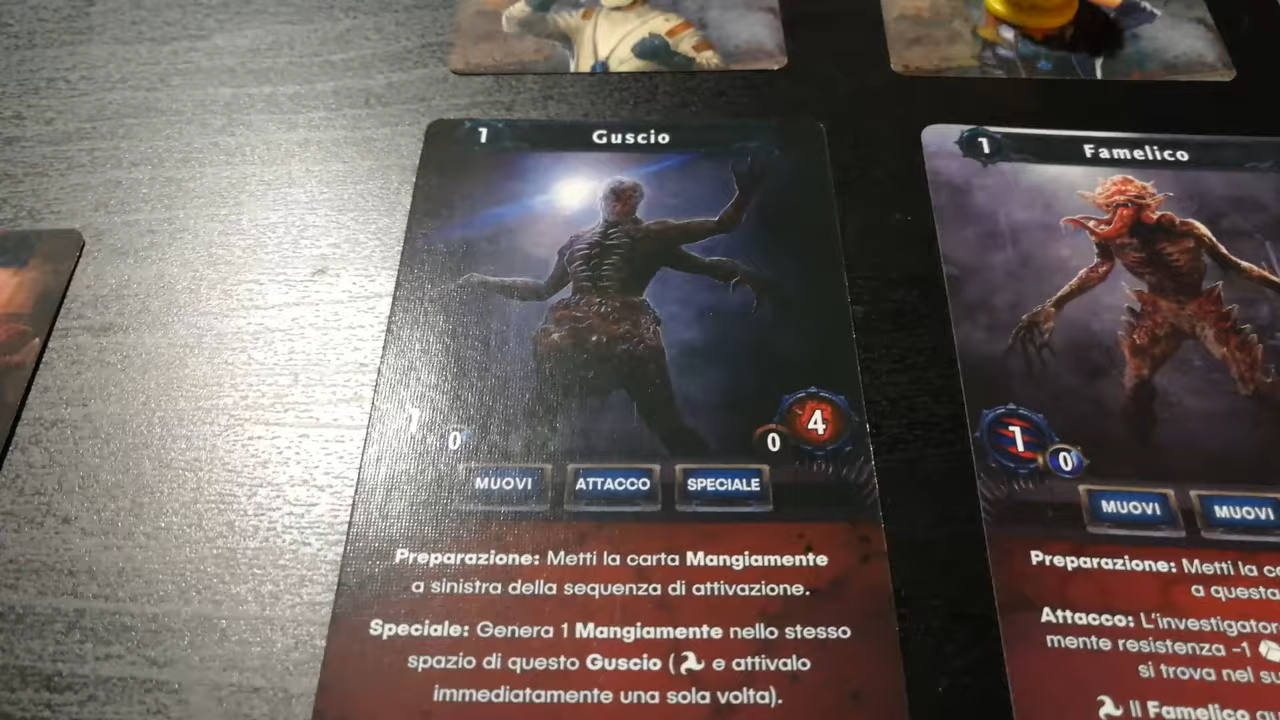 1 Guscio
1 0 0 4
MUOVI ATTACCO SPECIALE
Preparazione: Metti la carta Mangiamente
a sinistra della sequenza di attivazione.
Speciale: Genera 1 Mangiamente nello stesso
spazio di questo Guscio ( e attivalo
immediatamente una sola volta).
1 Famelico
1 0
MUOVI MUOVI
Preparazione: Metti la
a questa
Attacco: L'investigator
mente resistenza -1
si trova nel su
Il Famelico